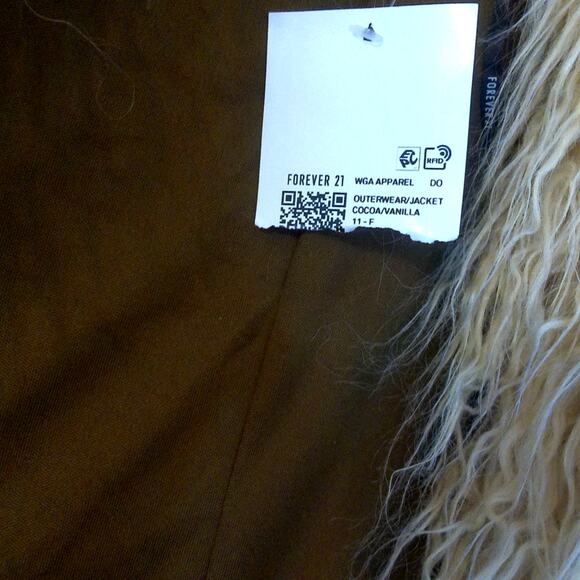 RFID
FOREVER 21 WGA APPAREL DO
OUTERWEAR/JACKET
COCOA/VANILLA
11-F
FOREVER